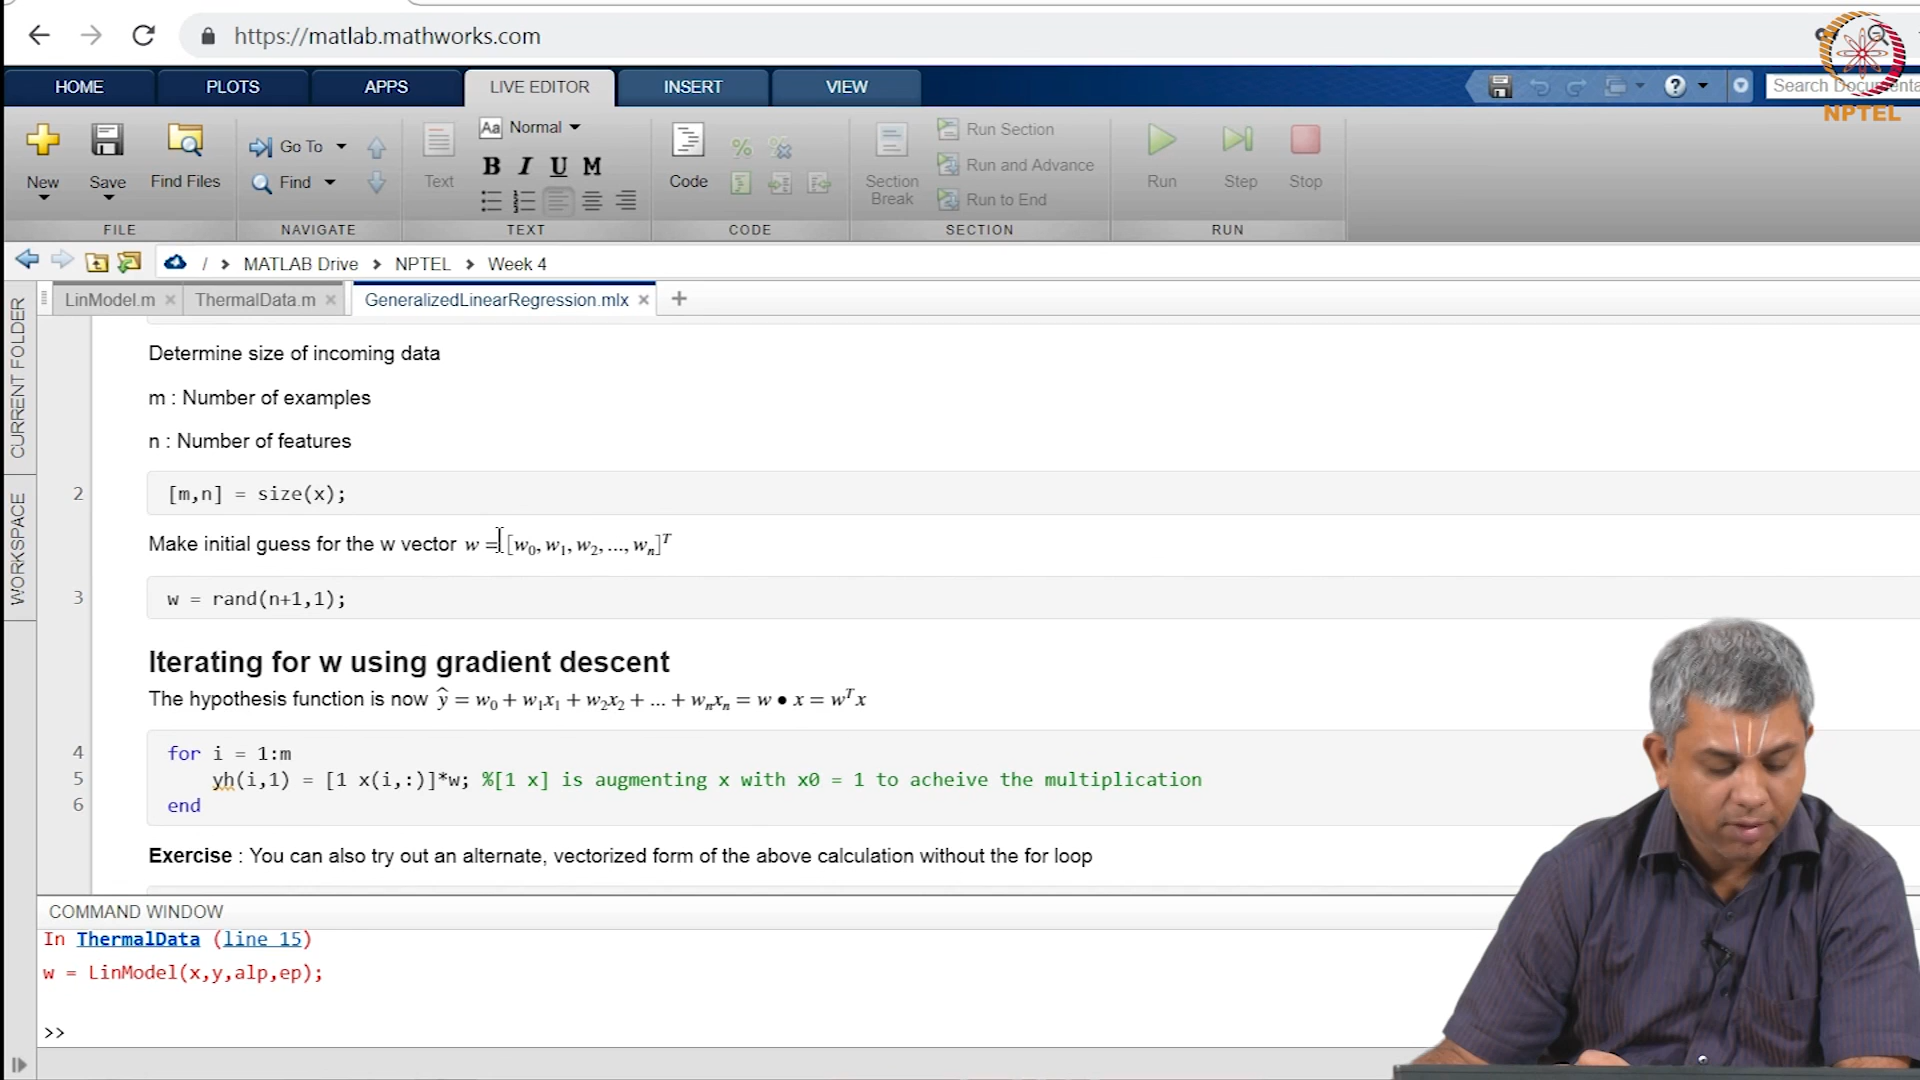 https://matlab.mathworks.com
NPTEL
HOME
PLOTS
APPS
LIVE EDITOR
INSERT
VIEW
Search Documenta
New
Save
Find Files
Go To
Find
Text
Aa Normal
B I U M
Code
Section Break
Run Section
Run and Advance
Run to End
Run
Step
Stop
FILE
NAVIGATE
TEXT
CODE
SECTION
RUN
/ > MATLAB Drive > NPTEL > Week 4
LinModel.m ×
ThermalData.m ×
GeneralizedLinearRegression.mlx ×
+
CURRENT FOLDER
WORKSPACE
Determine size of incoming data
m : Number of examples
n : Number of features
2 [m,n] = size(x);
Make initial guess for the w vector w = [w₀, w₁, w₂, ..., wₙ]ᵀ
3 w = rand(n+1,1);
Iterating for w using gradient descent
The hypothesis function is now ŷ = w₀ + w₁x₁ + w₂x₂ + ... + wₙxₙ = w • x = wᵀx
4 for i = 1:m
5 yh(i,1) = [1 x(i,:)]*w; %[1 x] is augmenting x with x0 = 1 to acheive the multiplication
6 end
Exercise : You can also try out an alternate, vectorized form of the above calculation without the for loop
COMMAND WINDOW
In ThermalData (line 15)
w = LinModel(x,y,alp,ep);
>>